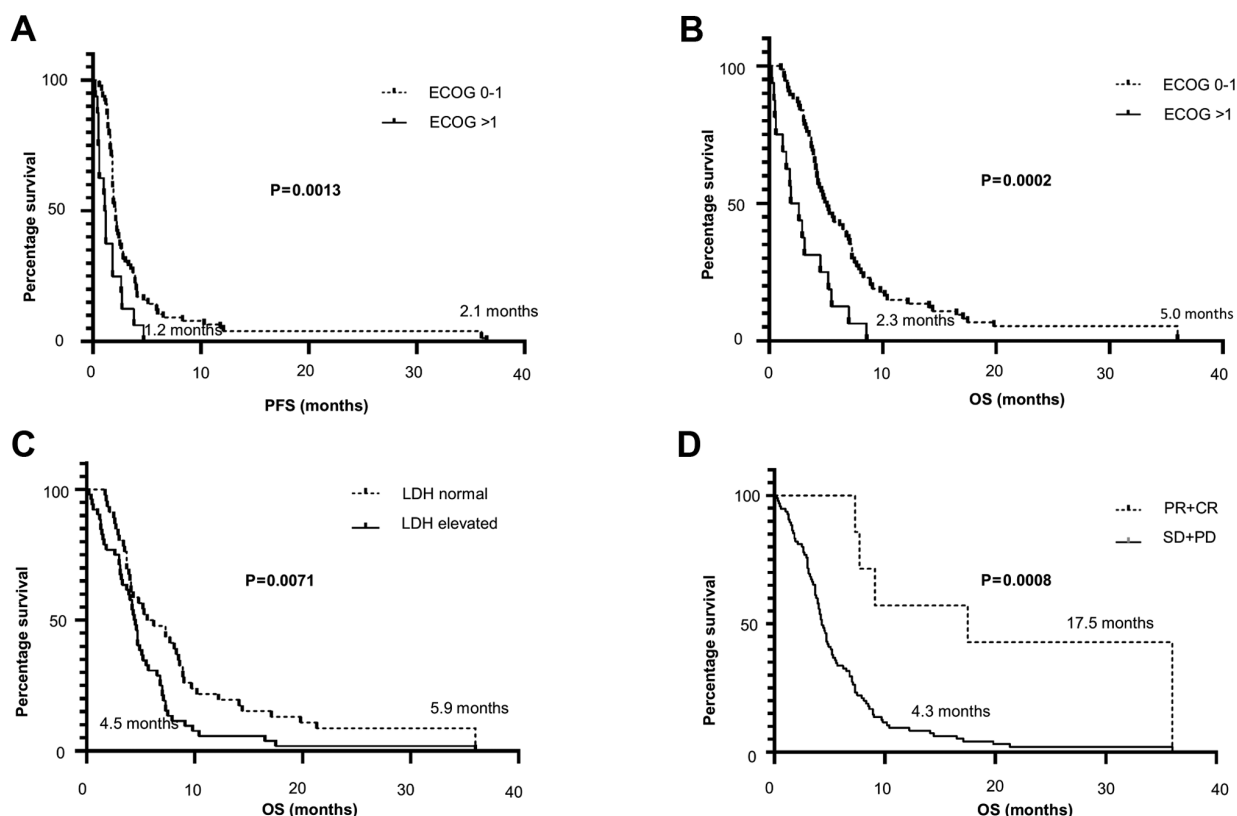 A
Percentage survival
100
50
0
ECOG 0-1
ECOG >1
P=0.0013
2.1 months
1.2 months
0 10 20 30 40
PFS (months)
B
Percentage survival
100
50
0
ECOG 0-1
ECOG >1
P=0.0002
2.3 months
5.0 months
0 10 20 30 40
OS (months)
C
Percentage survival
100
50
0
LDH normal
LDH elevated
P=0.0071
5.9 months
4.5 months
0 10 20 30 40
OS (months)
D
Percentage survival
100
50
0
PR+CR
SD+PD
P=0.0008
17.5 months
4.3 months
0 10 20 30 40
OS (months)